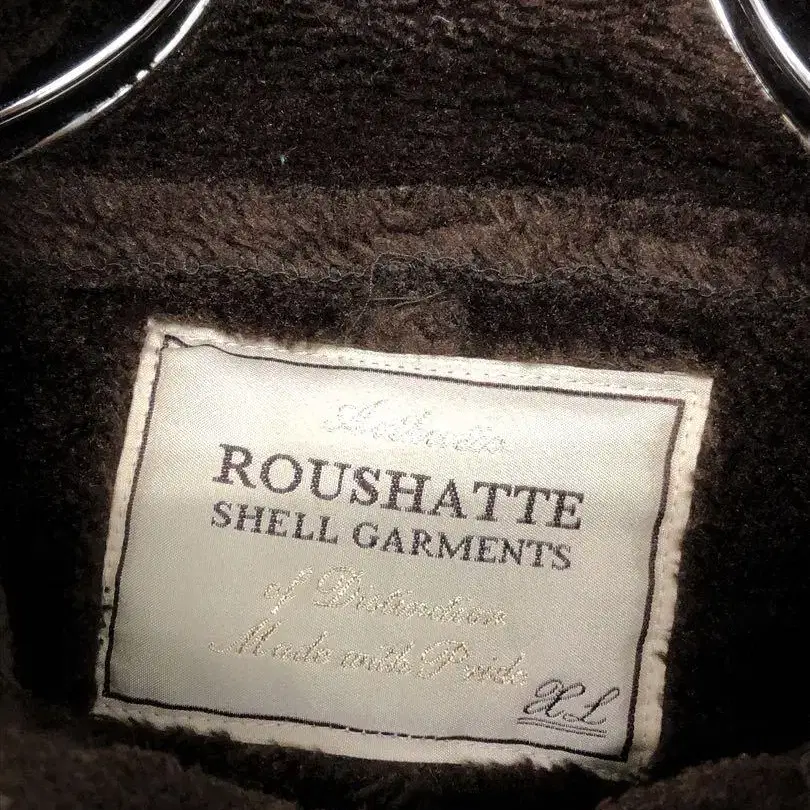 Authentic
ROUSHATTE
SHELL GARMENTS
of Distinction
Made with Pride
XL